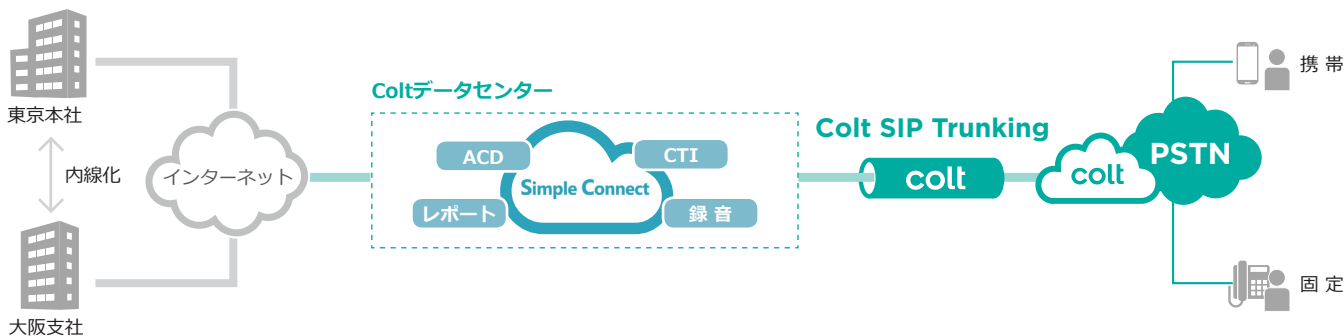 東京本社
内線化
大阪支社
インターネット
Coltデータセンター
ACD
CTI
Simple Connect
レポート
録 音
Colt SIP Trunking
colt
colt
PSTN
携 帯
固 定